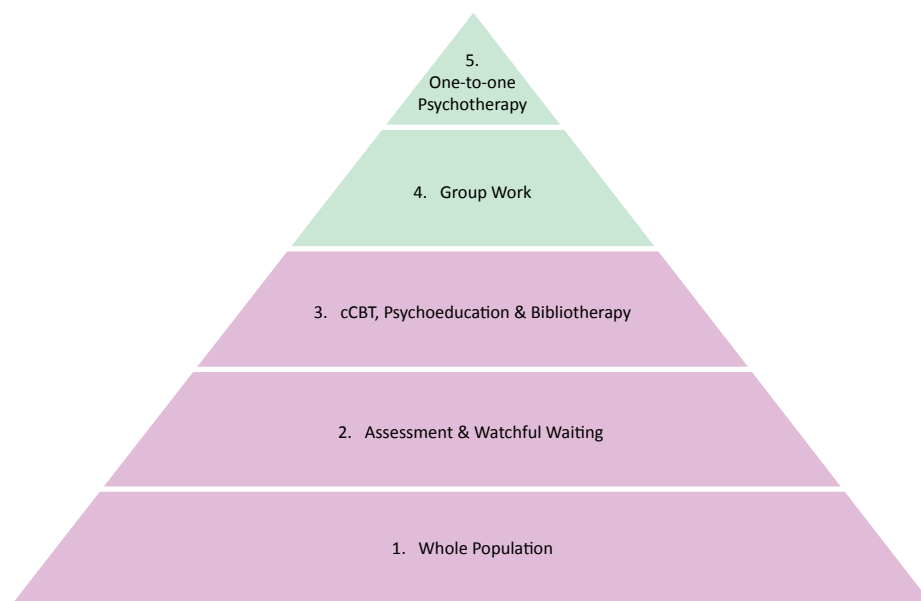 5.
One-to-one
Psychotherapy
4. Group Work
3. cCBT, Psychoeducation & Bibliotherapy
2. Assessment & Watchful Waiting
1. Whole Population